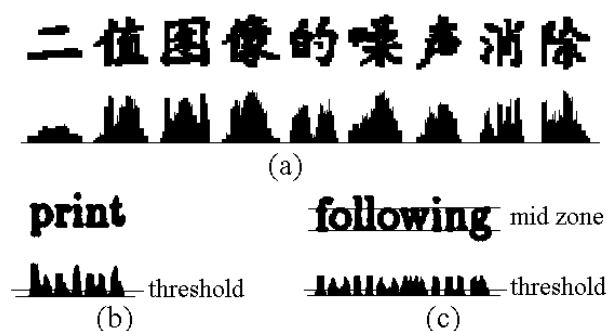 二值图像的噪声消除
(a)
print
threshold
(b)
following
mid zone
threshold
(c)